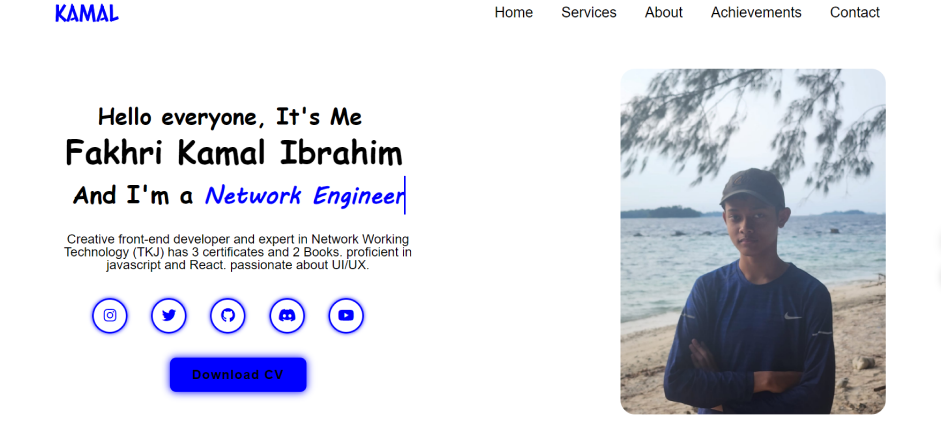 KAMAL
Home Services About Achievements Contact
Hello everyone, It's Me
Fakhri Kamal Ibrahim
And I'm a Network Engineer
Creative front-end developer and expert in Network Working
Technology (TKJ) has 3 certificates and 2 Books. proficient in
javascript and React. passionate about UI/UX.
Download CV